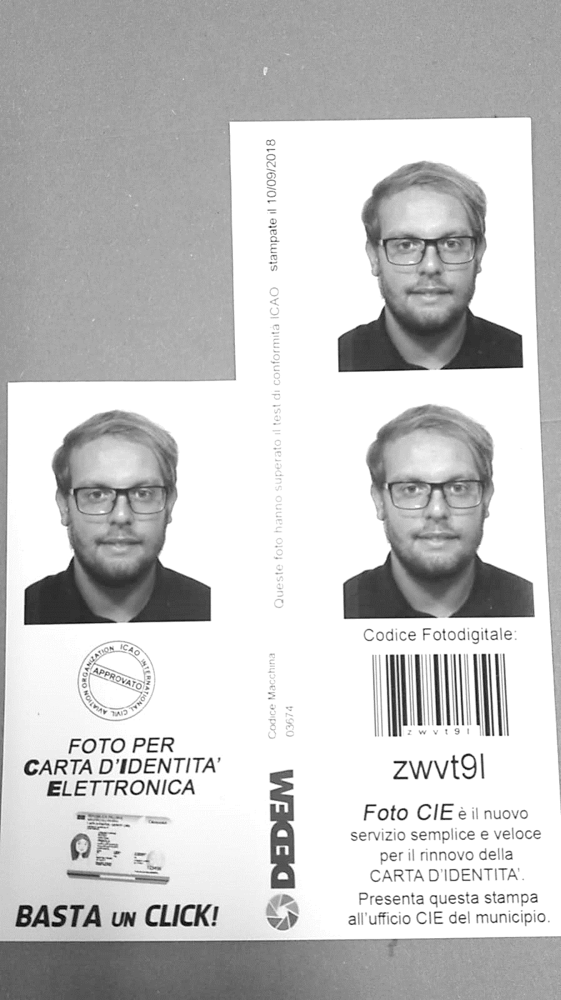 stampate il 10/09/2018
Queste foto hanno superato il test di conformità ICAO
Codice Macchina
03674
DEDEM
ICAO INTERNATIONAL CIVIL AVIATION ORGANIZATION
APPROVATO
FOTO PER
CARTA D'IDENTITA'
ELETTRONICA
BASTA UN CLICK!
Codice Fotodigitale:
zwvt9l
zwvt9l
Foto CIE è il nuovo
servizio semplice e veloce
per il rinnovo della
CARTA D'IDENTITA'.
Presenta questa stampa
all'ufficio CIE del municipio.